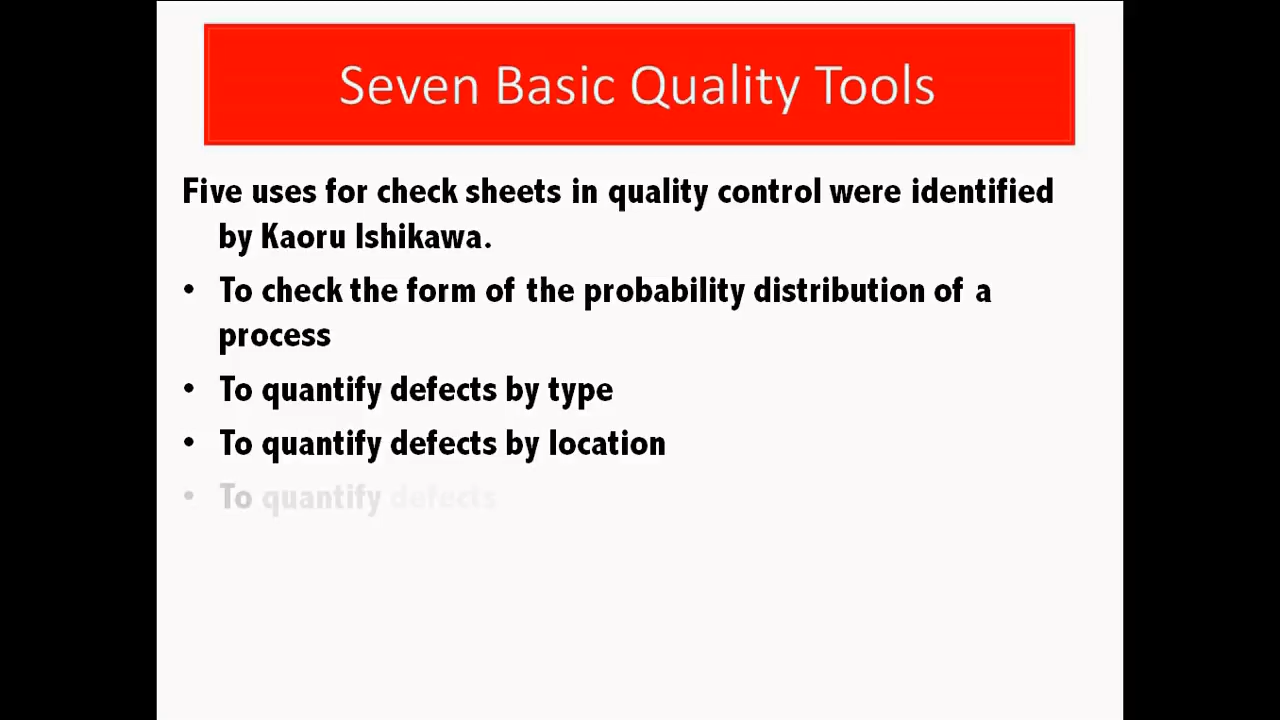 Seven Basic Quality Tools
Five uses for check sheets in quality control were identified
by Kaoru Ishikawa.
• To check the form of the probability distribution of a
process
• To quantify defects by type
• To quantify defects by location
• To quantify defects